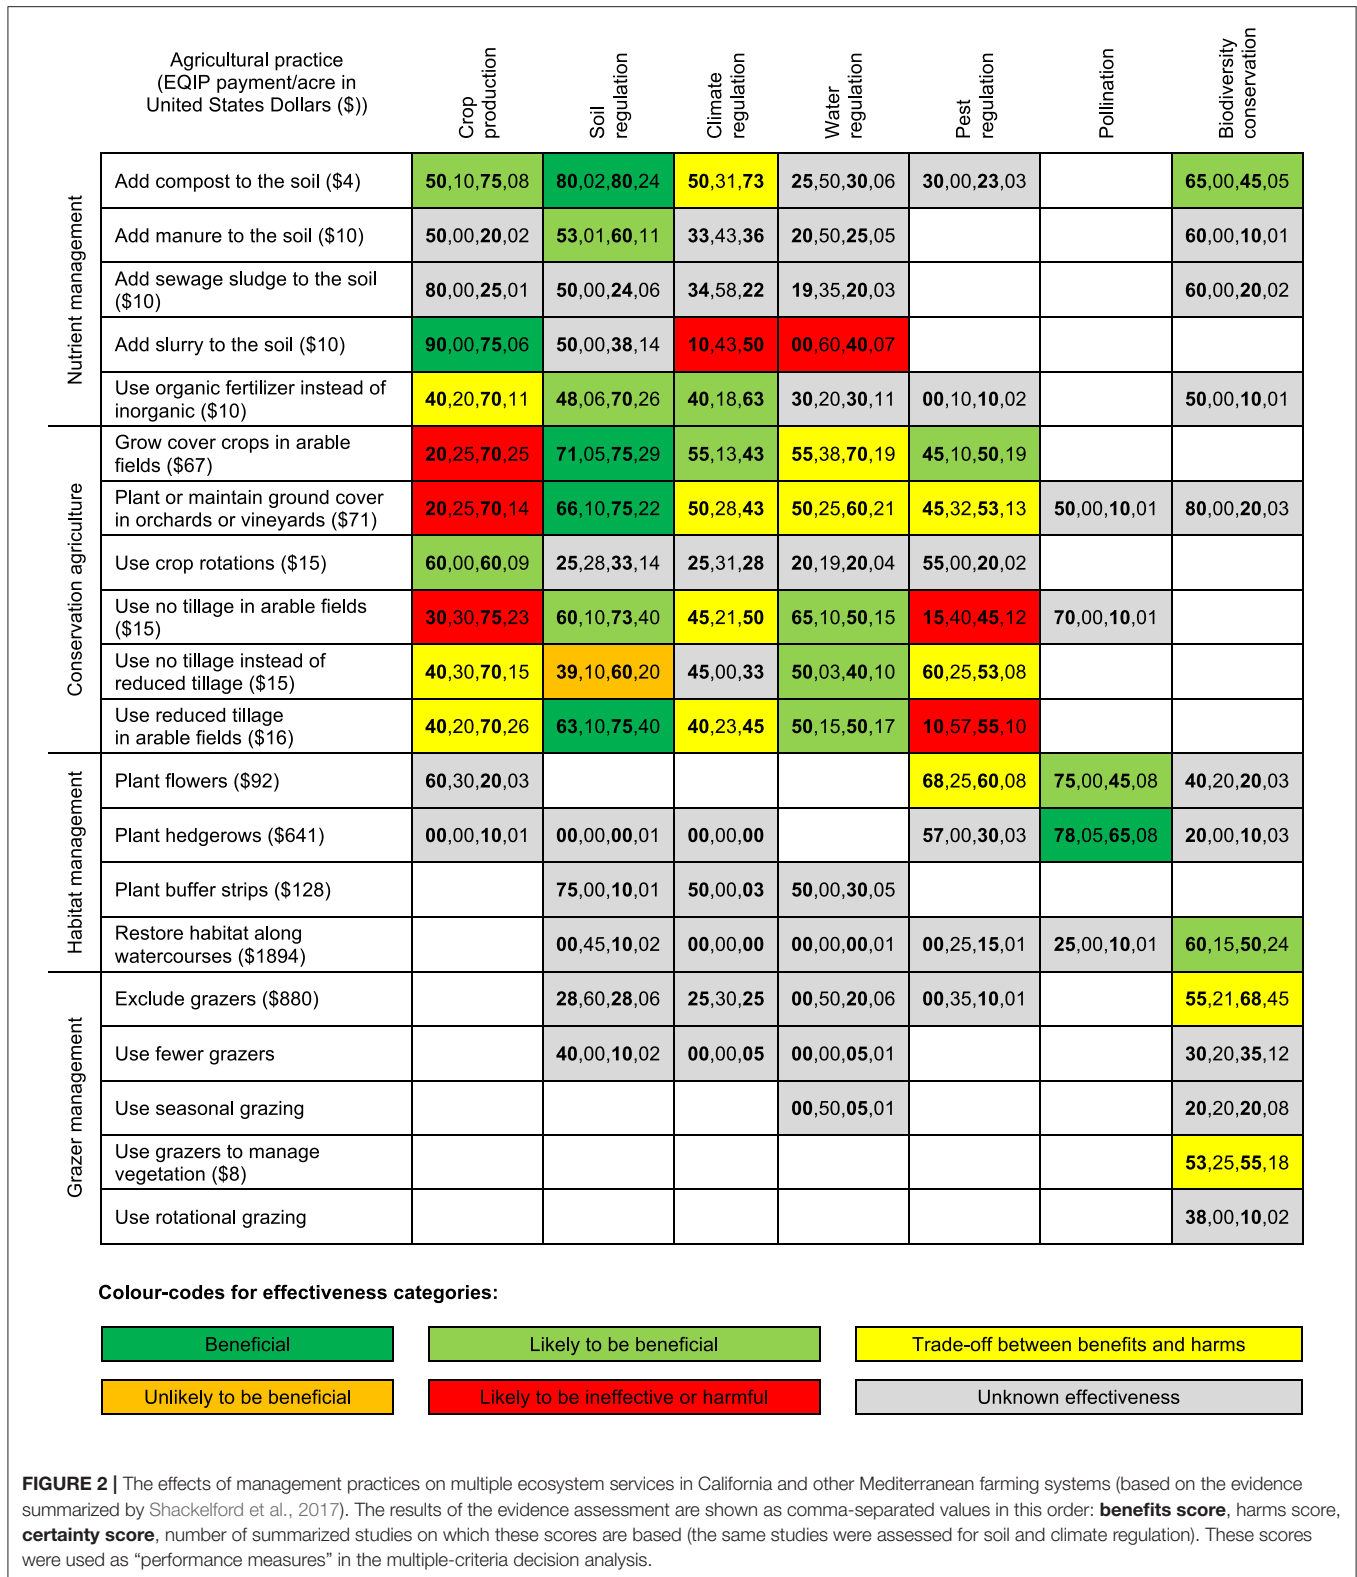 Agricultural practice
(EQIP payment/acre in
United States Dollars ($))
Crop
production
Soil
regulation
Climate
regulation
Water
regulation
Pest
regulation
Pollination
Biodiversity
conservation
Nutrient management
Add compost to the soil ($4) 50,10,75,08 80,02,80,24 50,31,73 25,50,30,06 30,00,23,03 65,00,45,05
Add manure to the soil ($10) 50,00,20,02 53,01,60,11 33,43,36 20,50,25,05 60,00,10,01
Add sewage sludge to the soil
($10) 80,00,25,01 50,00,24,06 34,58,22 19,35,20,03 60,00,20,02
Add slurry to the soil ($10) 90,00,75,06 50,00,38,14 10,43,50 00,60,40,07
Use organic fertilizer instead of
inorganic ($10) 40,20,70,11 48,06,70,26 40,18,63 30,20,30,11 00,10,10,02 50,00,10,01
Conservation agriculture
Grow cover crops in arable
fields ($67) 20,25,70,25 71,05,75,29 55,13,43 55,38,70,19 45,10,50,19
Plant or maintain ground cover
in orchards or vineyards ($71) 20,25,70,14 66,10,75,22 50,28,43 50,25,60,21 45,32,53,13 50,00,10,01 80,00,20,03
Use crop rotations ($15) 60,00,60,09 25,28,33,14 25,31,28 20,19,20,04 55,00,20,02
Use no tillage in arable fields
($15) 30,30,75,23 60,10,73,40 45,21,50 65,10,50,15 15,40,45,12 70,00,10,01
Use no tillage instead of
reduced tillage ($15) 40,30,70,15 39,10,60,20 45,00,33 50,03,40,10 60,25,53,08
Use reduced tillage
in arable fields ($16) 40,20,70,26 63,10,75,40 40,23,45 50,15,50,17 10,57,55,10
Habitat management
Plant flowers ($92) 60,30,20,03 68,25,60,08 75,00,45,08 40,20,20,03
Plant hedgerows ($641) 00,00,10,01 00,00,00,01 00,00,00 57,00,30,03 78,05,65,08 20,00,10,03
Plant buffer strips ($128) 75,00,10,01 50,00,03 50,00,30,05
Restore habitat along
watercourses ($1894) 00,45,10,02 00,00,00 00,00,00,01 00,25,15,01 25,00,10,01 60,15,50,24
Grazer management
Exclude grazers ($880) 28,60,28,06 25,30,25 00,50,20,06 00,35,10,01 55,21,68,45
Use fewer grazers 40,00,10,02 00,00,05 00,00,05,01 30,20,35,12
Use seasonal grazing 00,50,05,01 20,20,20,08
Use grazers to manage
vegetation ($8) 53,25,55,18
Use rotational grazing 38,00,10,02
Colour-codes for effectiveness categories:
Beneficial Likely to be beneficial Trade-off between benefits and harms
Unlikely to be beneficial Likely to be ineffective or harmful Unknown effectiveness
FIGURE 2 | The effects of management practices on multiple ecosystem services in California and other Mediterranean farming systems (based on the evidence
summarized by Shackelford et al., 2017). The results of the evidence assessment are shown as comma-separated values in this order: benefits score, harms score,
certainty score, number of summarized studies on which these scores are based (the same studies were assessed for soil and climate regulation). These scores
were used as “performance measures” in the multiple-criteria decision analysis.